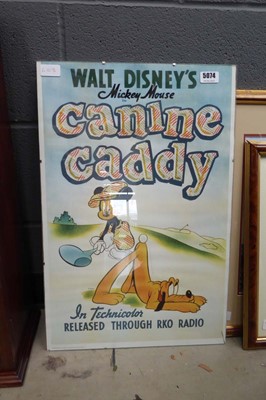 5074
WALT DISNEY'S
Mickey Mouse
CANINE
CADDY
In Technicolor
RELEASED THROUGH RKO RADIO